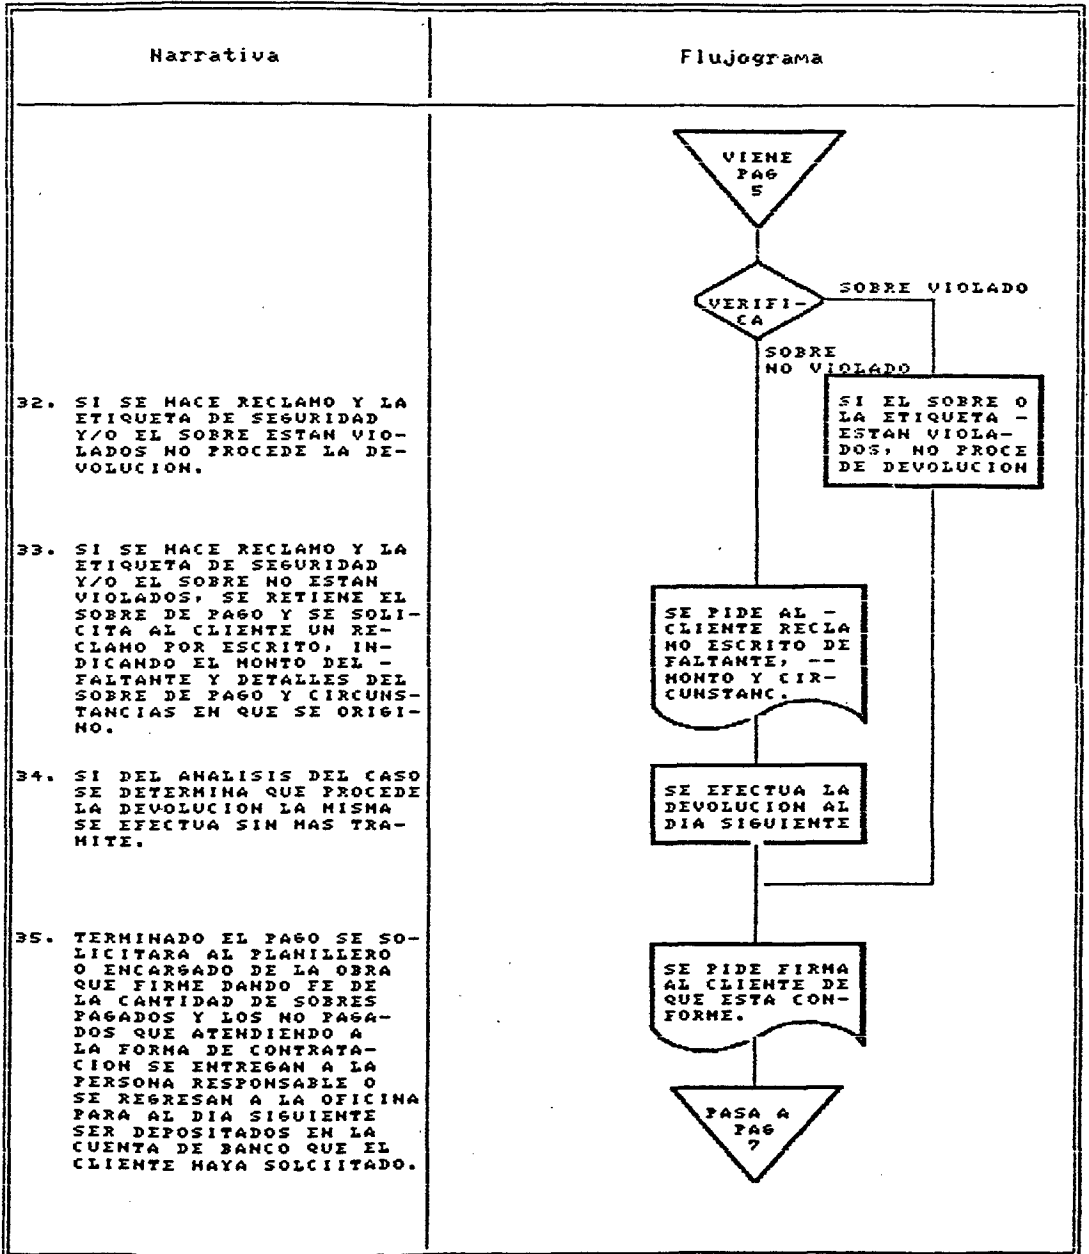 Narrativa
Flujograma
VIENE
PAG
5
VERIFI-
CA
SOBRE VIOLADO
SOBRE
NO VIOLADO
32. SI SE HACE RECLAMO Y LA
ETIQUETA DE SEGURIDAD
Y/O EL SOBRE ESTAN VIO-
LADOS NO PROCEDE LA DE-
VOLUCION.
SI EL SOBRE O
LA ETIQUETA -
ESTAN VIOLA-
DOS, NO PROCE
DE DEVOLUCION
33. SI SE HACE RECLAMO Y LA
ETIQUETA DE SEGURIDAD
Y/O EL SOBRE NO ESTAN
VIOLADOS, SE RETIENE EL
SOBRE DE PAGO Y SE SOLI-
CITA AL CLIENTE UN RE-
CLAMO POR ESCRITO, IN-
DICANDO EL MONTO DEL -
FALTANTE Y DETALLES DEL
SOBRE DE PAGO Y CIRCUNS-
TANCIAS EN QUE SE ORIGI-
NO.
SE PIDE AL -
CLIENTE RECLA
MO ESCRITO DE
FALTANTE, --
MONTO Y CIR-
CUNSTANC.
34. SI DEL ANALISIS DEL CASO
SE DETERMINA QUE PROCEDE
LA DEVOLUCION LA MISMA
SE EFECTUA SIN MAS TRA-
MITE.
SE EFECTUA LA
DEVOLUCION AL
DIA SIGUIENTE
35. TERMINADO EL PAGO SE SO-
LICITARA AL PLANILLERO
O ENCARGADO DE LA OBRA
QUE FIRME DANDO FE DE
LA CANTIDAD DE SOBRES
PAGADOS Y LOS NO PAGA-
DOS QUE ATENDIENDO A
LA FORMA DE CONTRATA-
CION SE ENTREGAN A LA
PERSONA RESPONSABLE O
SE REGRESAN A LA OFICINA
PARA AL DIA SIGUIENTE
SER DEPOSITADOS EN LA
CUENTA DE BANCO QUE EL
CLIENTE HAYA SOLCIITADO.
SE PIDE FIRMA
AL CLIENTE DE
QUE ESTA CON-
FORME.
PASA A
PAG
7